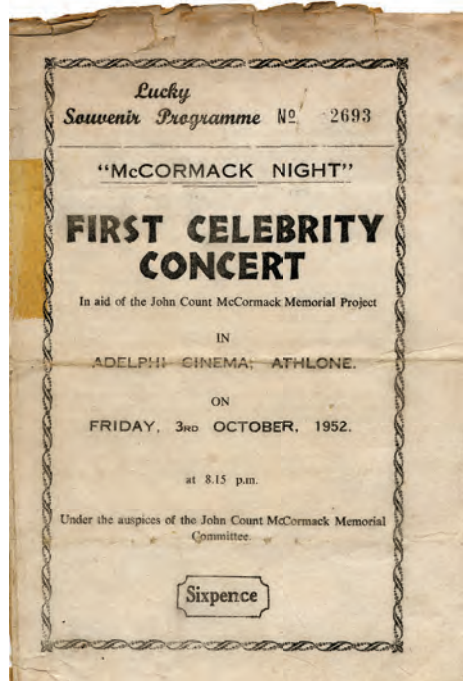 Lucky
Souvenir Programme Nº 2693
"McCORMACK NIGHT"
FIRST CELEBRITY
CONCERT
In aid of the John Count McCormack Memorial Project
IN
ADELPHI CINEMA, ATHLONE.
ON
FRIDAY, 3RD OCTOBER, 1952.
at 8.15 p.m.
Under the auspices of the John Count McCormack Memorial
Committee.
Sixpence